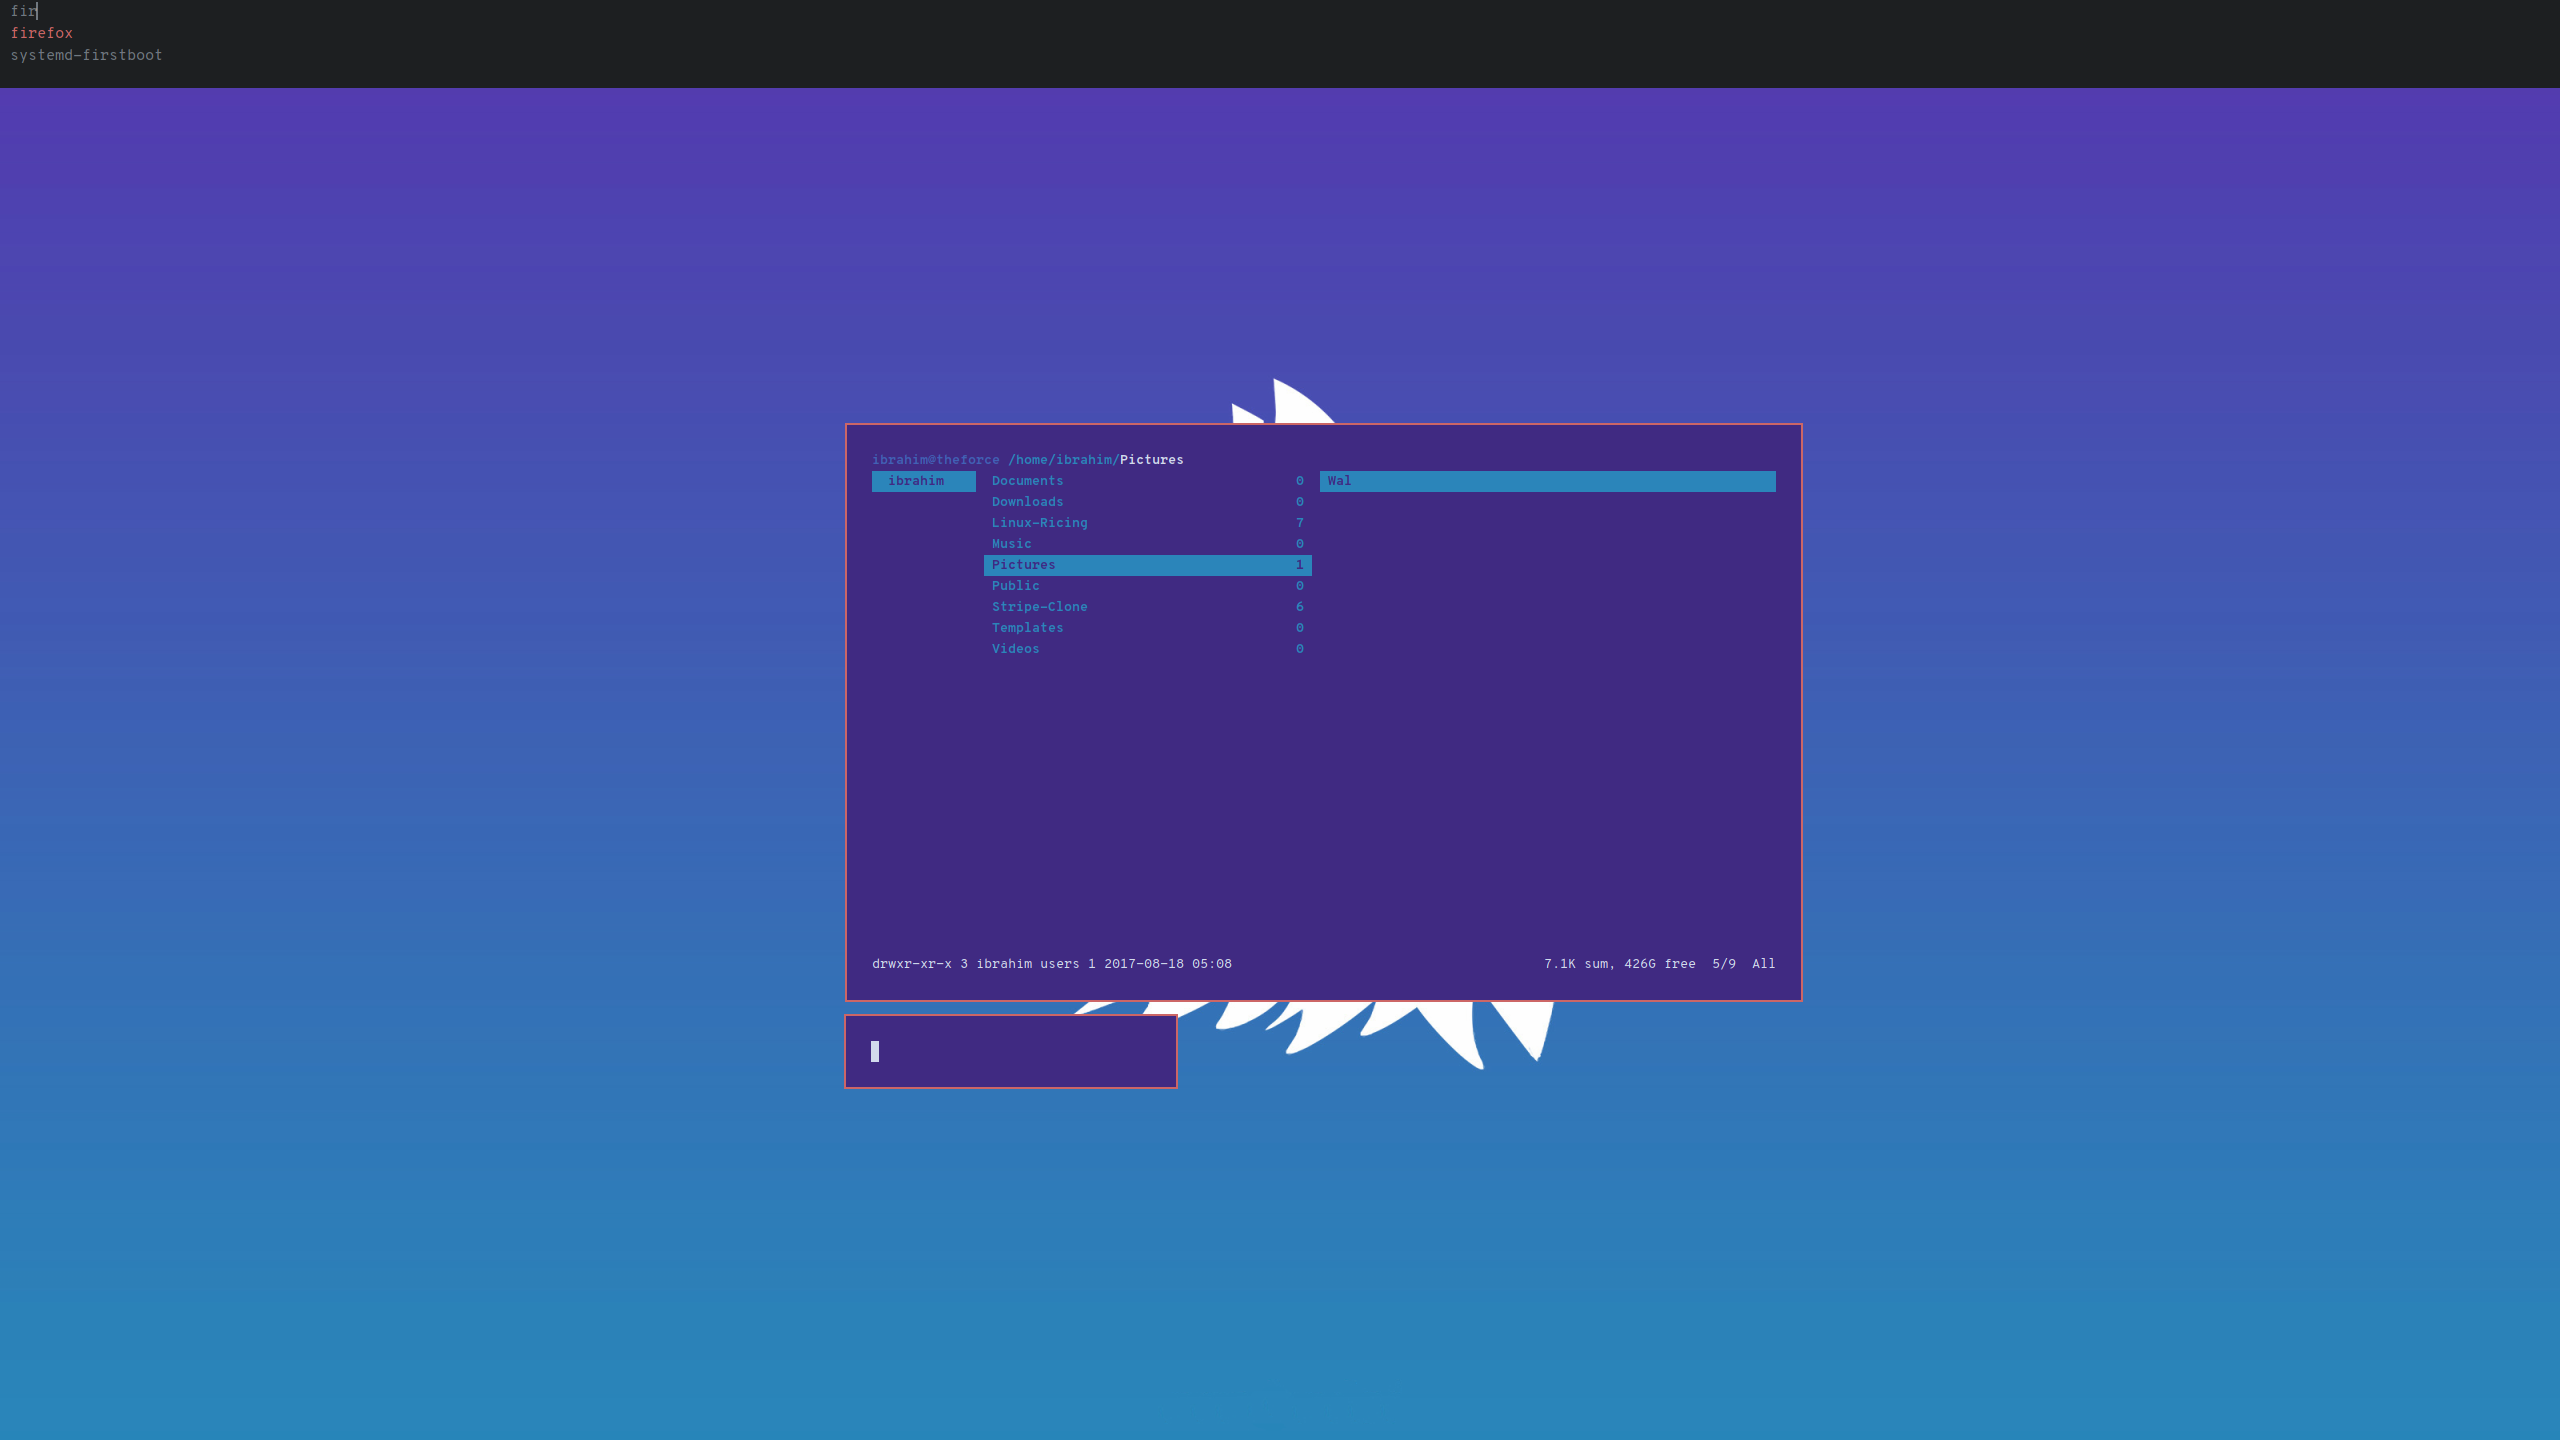 fir
firefox
systemd-firstboot
ibrahim@theforce /home/ibrahim/Pictures
ibrahim Documents 0 Wal
Downloads 0
Linux-Ricing 7
Music 0
Pictures 1
Public 0
Stripe-Clone 6
Templates 0
Videos 0
drwxr-xr-x 3 ibrahim users 1 2017-08-18 05:08 7.1K sum, 426G free 5/9 All